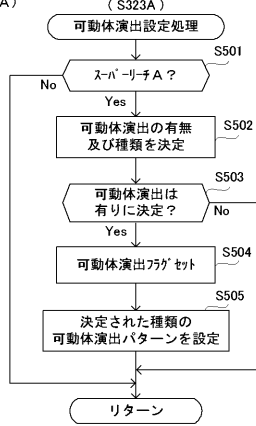 A)
(S323A)
可動体演出設定処理
S501
ｽｰﾊﾟｰﾘｰﾁA？
No
Yes
S502
可動体演出の有無
及び種類を決定
S503
可動体演出は
有りに決定？
No
Yes
S504
可動体演出ﾌﾗｸﾞｾｯﾄ
S505
決定された種類の
可動体演出パターンを設定
リターン